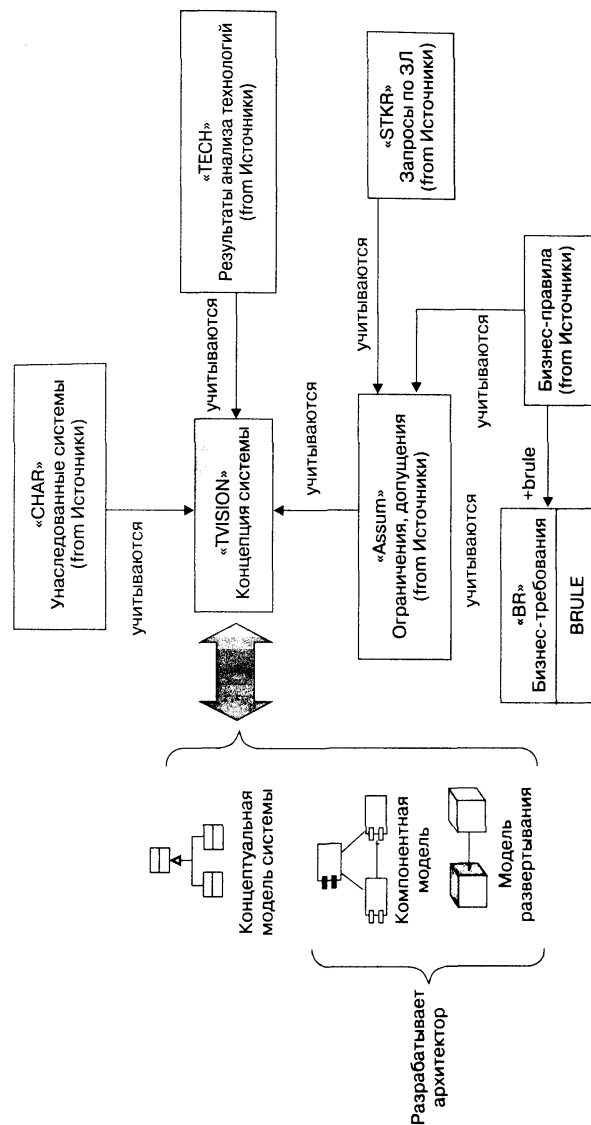 «CHAR»
Унаследованные системы
(from Источники)
учитываются
«TECH»
Результаты анализа технологий
(from Источники)
учитываются
«TVISION»
Концепция системы
учитываются
«STKR»
Запросы по ЗЛ
(from Источники)
учитываются
«Assum»
Ограничения, допущения
(from Источники)
учитываются
учитываются
Бизнес-правила
(from Источники)
+brule
«BR»
Бизнес-требования
BRULE
Концептуальная
модель системы
Компонентная
модель
Модель
развертывания
Разрабатывает
архитектор